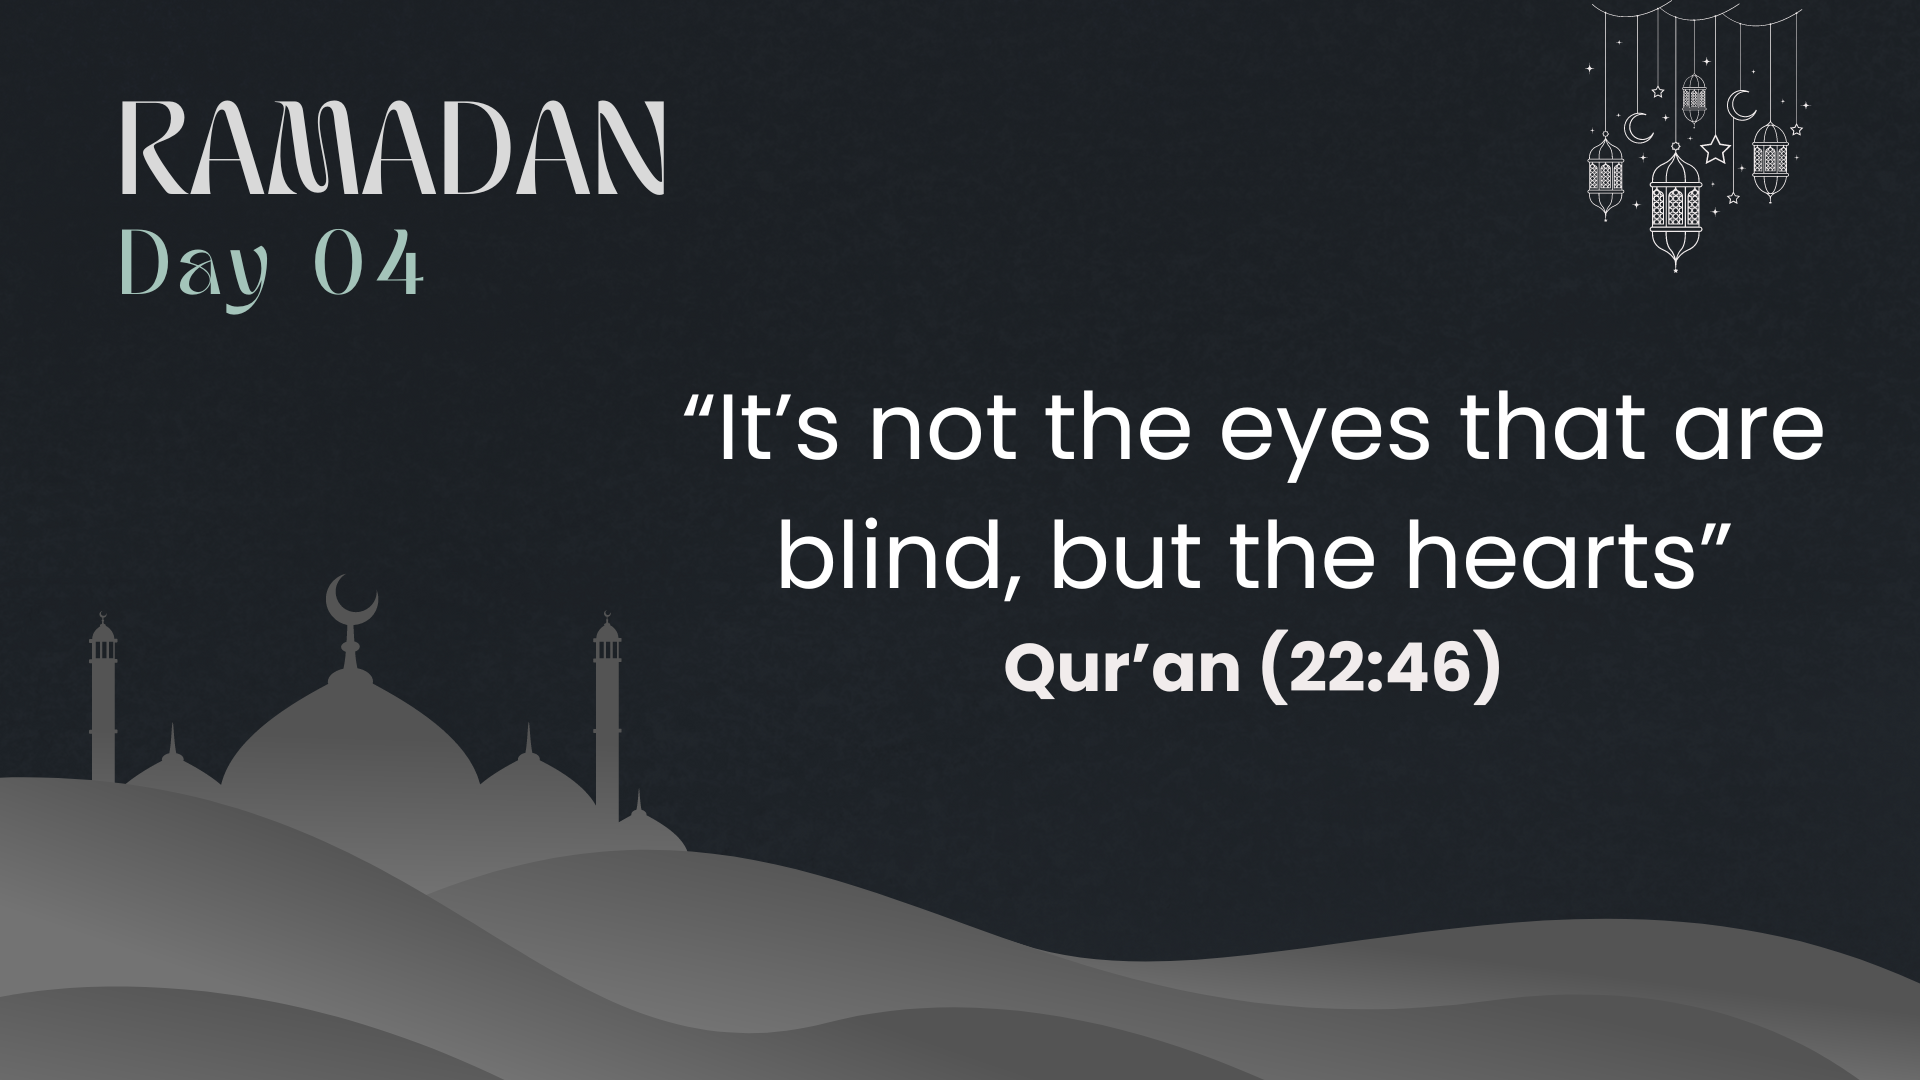 RAMADAN
Day 04
“It’s not the eyes that are
blind, but the hearts”
Qur’an (22:46)